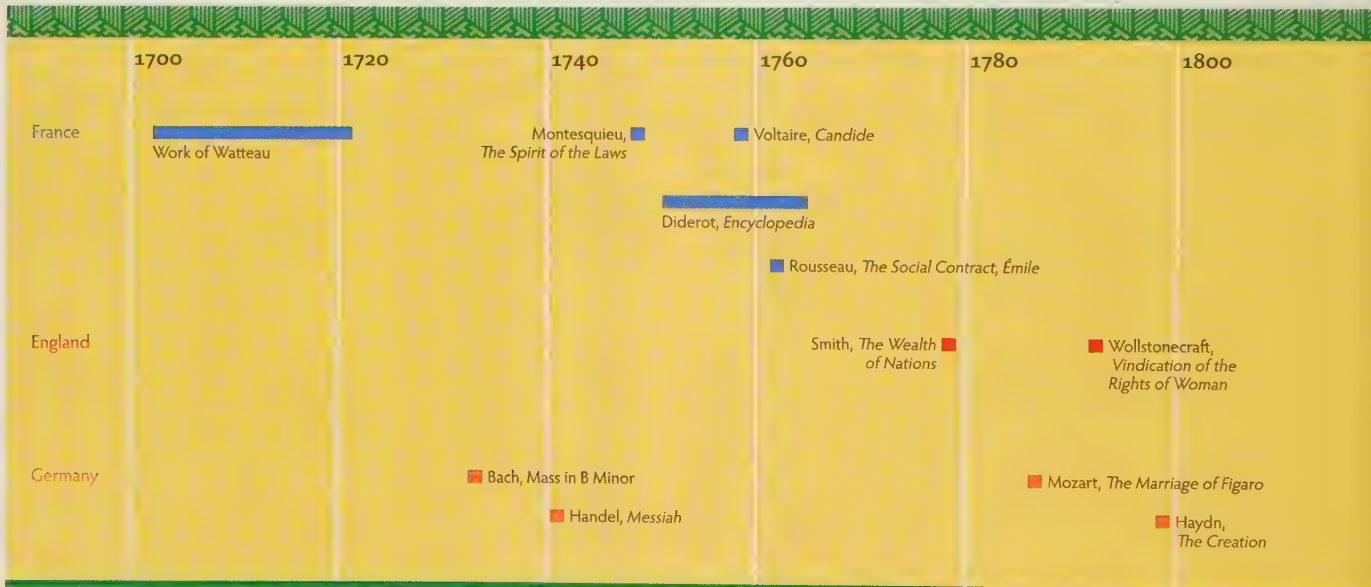 1700
1720
1740
1760
1780
1800
France
Work of Watteau
Montesquieu,
The Spirit of the Laws
Voltaire, Candide
Diderot, Encyclopedia
Rousseau, The Social Contract, Émile
England
Smith, The Wealth
of Nations
Wollstonecraft,
Vindication of the
Rights of Woman
Germany
Bach, Mass in B Minor
Handel, Messiah
Mozart, The Marriage of Figaro
Haydn,
The Creation